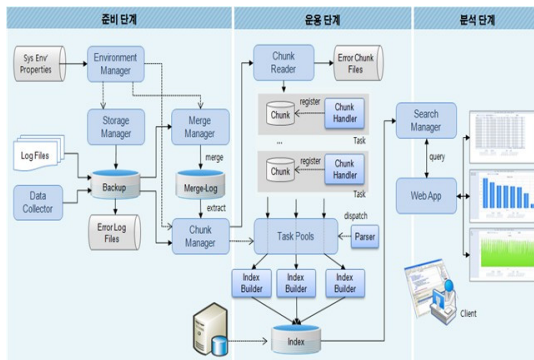 준비 단계
운용 단계
분석 단계
Sys Env'
Properties
Environment
Manager
Storage
Manager
Merge
Manager
Log Files
merge
Backup
Merge-Log
Data
Collector
extract
Error Log
Files
Chunk
Manager
Chunk
Reader
Error Chunk
Files
register
Chunk
Chunk
Handler
Task
...
register
Chunk
Chunk
Handler
Task
dispatch
Task Pools
Parser
Index
Builder
Index
Builder
Index
Builder
Index
Search
Manager
query
Web App
Client